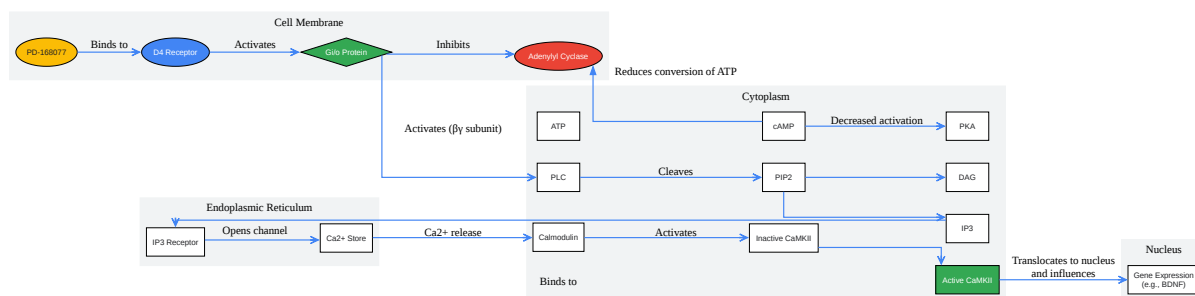 Cell Membrane
PD-168077
Binds to
D4 Receptor
Activates
Gi/o Protein
Inhibits
Adenylyl Cyclase
Reduces conversion of ATP
Cytoplasm
Activates (βγ subunit)
ATP
cAMP
Decreased activation
PKA
PLC
Cleaves
PIP2
DAG
Endoplasmic Reticulum
IP3 Receptor
Opens channel
Ca2+ Store
Ca2+ release
Calmodulin
Activates
Inactive CaMKII
IP3
Binds to
Active CaMKII
Translocates to nucleus
and influences
Nucleus
Gene Expression
(e.g., BDNF)